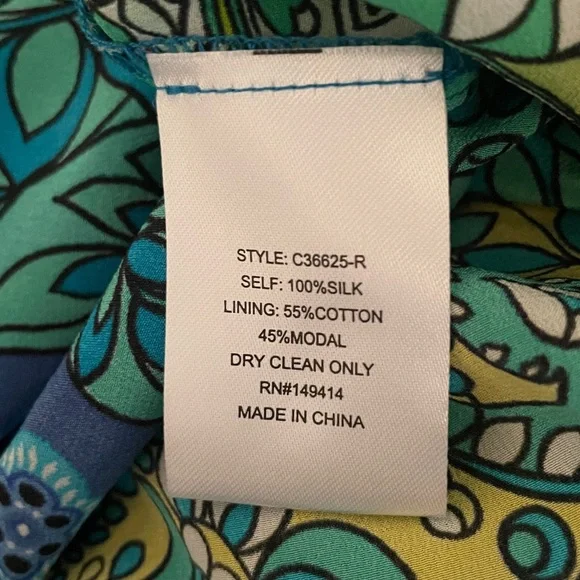 STYLE: C36625-R
SELF: 100%SILK
LINING: 55%COTTON
45%MODAL
DRY CLEAN ONLY
RN#149414
MADE IN CHINA